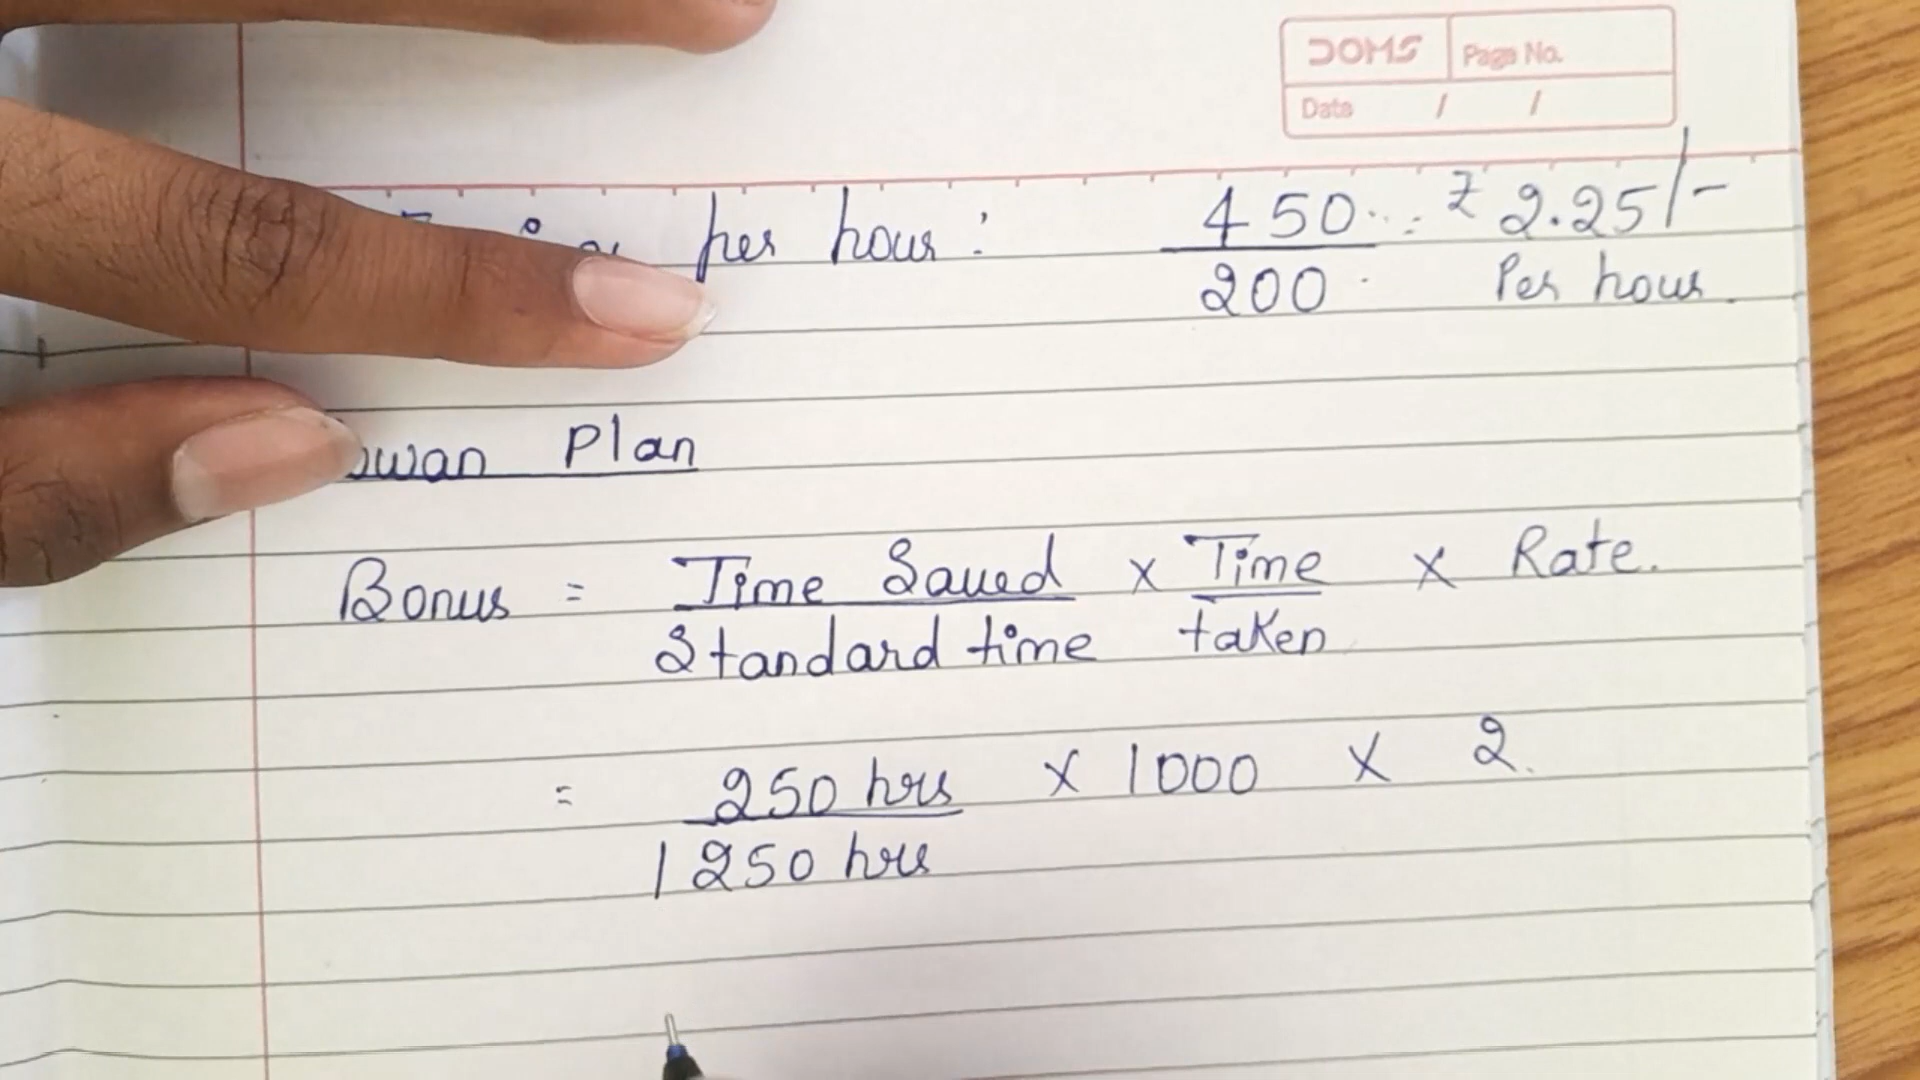 DOMS Page No.
Date / /
per hour : 450 = ₹ 2.25/-
200 Per hour.
Plan
Bonus = Time Saved x Time x Rate.
Standard time taken
= 250 hrs x 1000 x 2.
1250 hrs